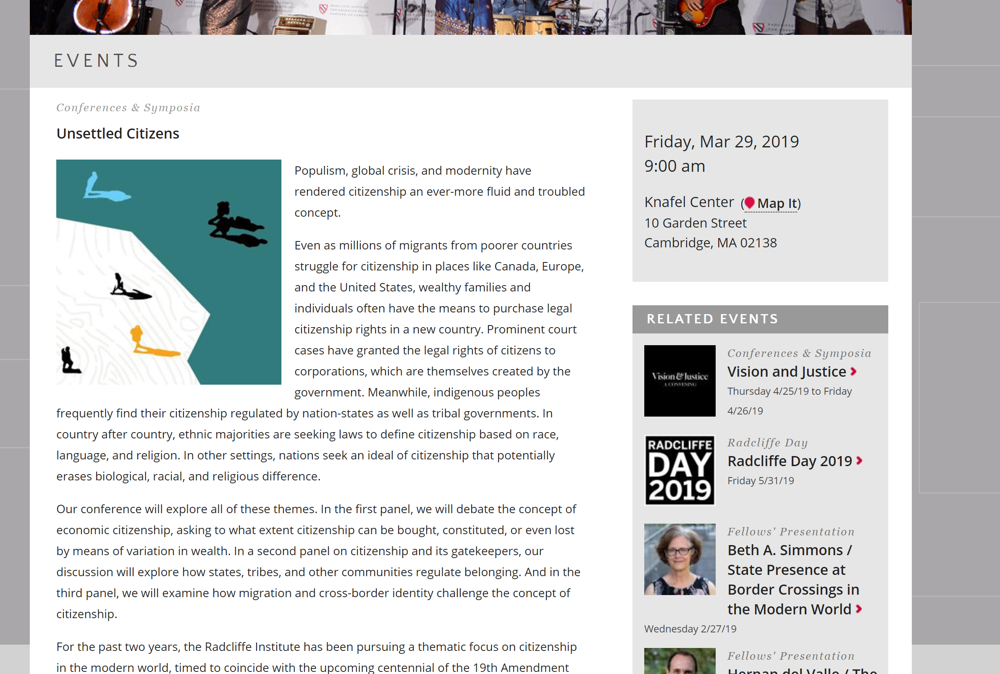 RADCLIFFE INSTITUTE
FOR ADVANCED STUDY
HARVARD UNIVERSITY
EVENTS
Conferences & Symposia
Unsettled Citizens
Populism, global crisis, and modernity have
rendered citizenship an ever-more fluid and troubled
concept.
Even as millions of migrants from poorer countries
struggle for citizenship in places like Canada, Europe,
and the United States, wealthy families and
individuals often have the means to purchase legal
citizenship rights in a new country. Prominent court
cases have granted the legal rights of citizens to
corporations, which are themselves created by the
government. Meanwhile, indigenous peoples
frequently find their citizenship regulated by nation-states as well as tribal governments. In
country after country, ethnic majorities are seeking laws to define citizenship based on race,
language, and religion. In other settings, nations seek an ideal of citizenship that potentially
erases biological, racial, and religious difference.
Our conference will explore all of these themes. In the first panel, we will debate the concept of
economic citizenship, asking to what extent citizenship can be bought, constituted, or even lost
by means of variation in wealth. In a second panel on citizenship and its gatekeepers, our
discussion will explore how states, tribes, and other communities regulate belonging. And in the
third panel, we will examine how migration and cross-border identity challenge the concept of
citizenship.
For the past two years, the Radcliffe Institute has been pursuing a thematic focus on citizenship
in the modern world, timed to coincide with the upcoming centennial of the 19th Amendment
Friday, Mar 29, 2019
9:00 am
Knafel Center (Map It)
10 Garden Street
Cambridge, MA 02138
RELATED EVENTS
Vision & Justice
A CONVENING
Conferences & Symposia
Vision and Justice
Thursday 4/25/19 to Friday
4/26/19
RADCLIFFE
DAY
2019
Radcliffe Day
Radcliffe Day 2019
Friday 5/31/19
Fellows' Presentation
Beth A. Simmons /
State Presence at
Border Crossings in
the Modern World
Wednesday 2/27/19
Fellows' Presentation
Hernan del Valle / The